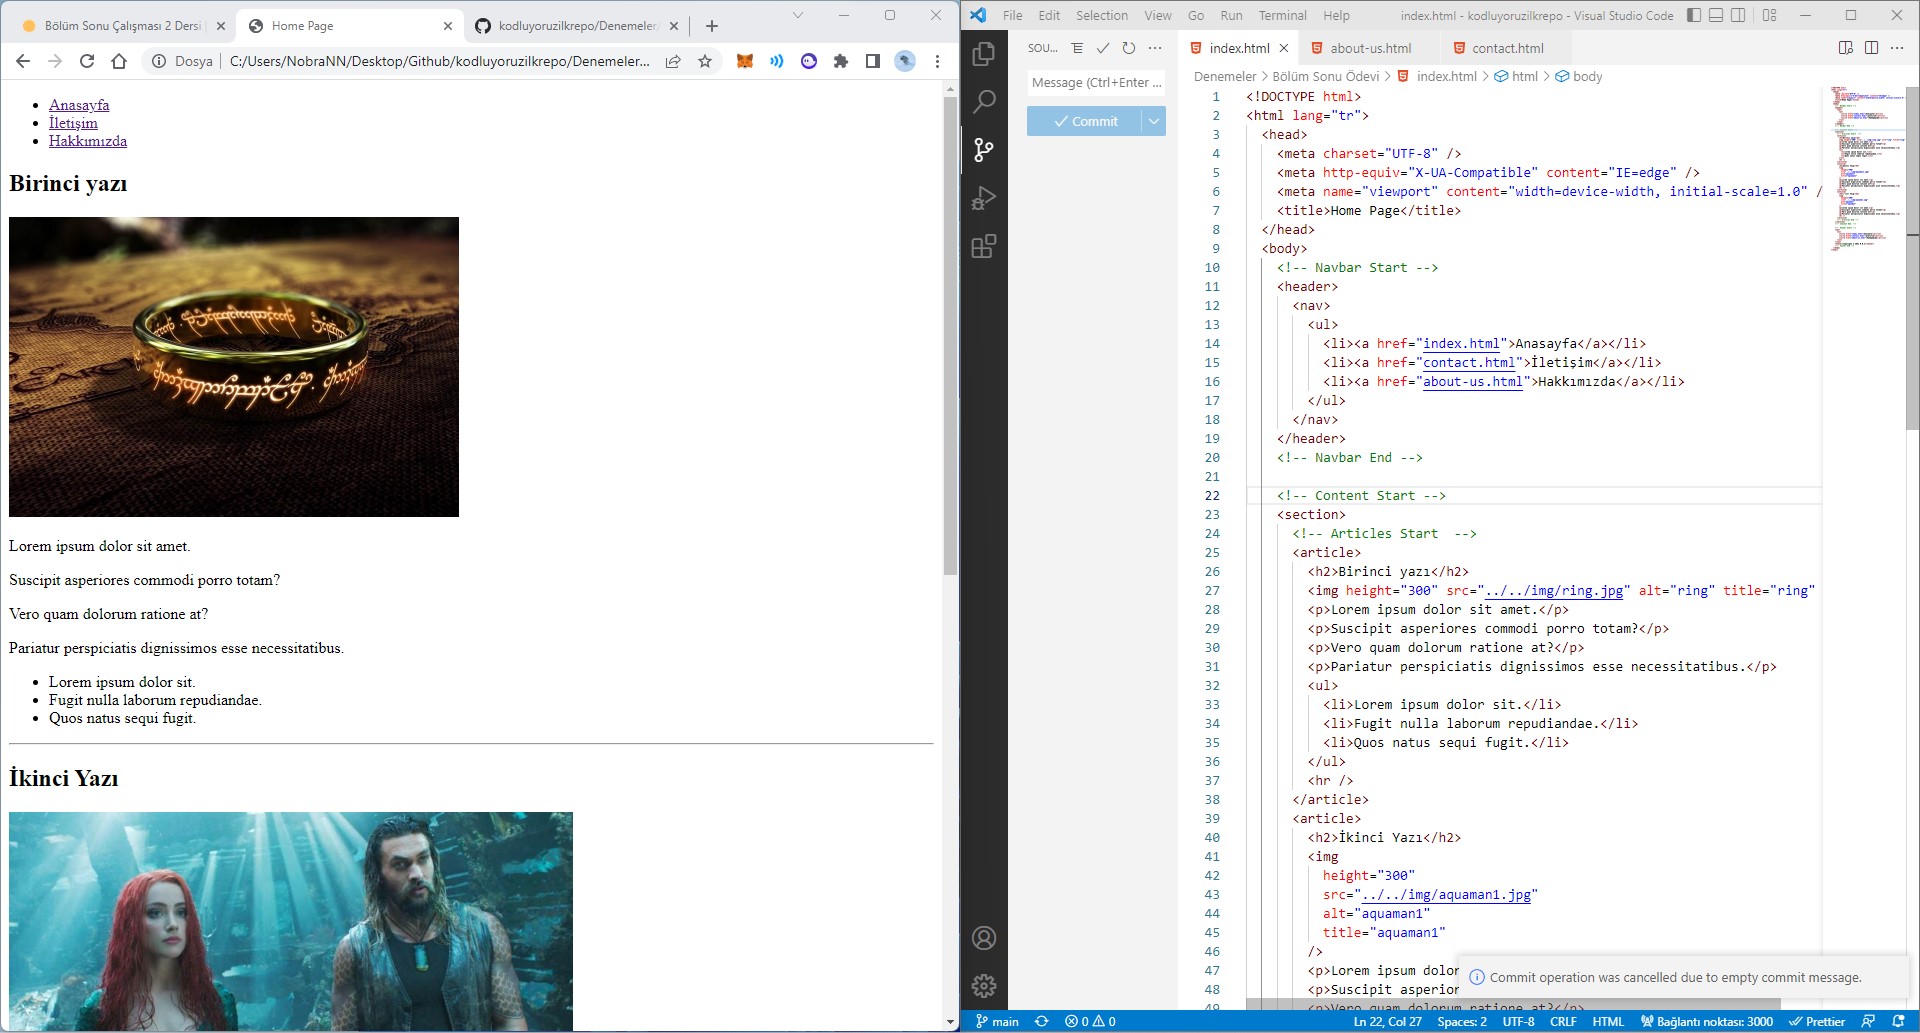 Bölüm Sonu Çalışması 2 Dersi
Home Page
kodluyoruzilkrepo/Denemeler/
Dosya
C:/Users/NobraNN/Desktop/Github/kodluyoruzilkrepo/Denemeler...
Anasayfa
İletişim
Hakkımızda
Birinci yazı
Lorem ipsum dolor sit amet.
Suscipit asperiores commodi porro totam?
Vero quam dolorum ratione at?
Pariatur perspiciatis dignissimos esse necessitatibus.
Lorem ipsum dolor sit.
Fugit nulla laborum repudiandae.
Quos natus sequi fugit.
İkinci Yazı
File Edit Selection View Go Run Terminal Help
index.html - kodluyoruzilkrepo - Visual Studio Code
SOU...
Message (Ctrl+Enter ...
Commit
index.html
about-us.html
contact.html
Denemeler > Bölüm Sonu Ödevi > index.html > html > body
1 <!DOCTYPE html>
2 <html lang="tr">
3 <head>
4 <meta charset="UTF-8" />
5 <meta http-equiv="X-UA-Compatible" content="IE=edge" />
6 <meta name="viewport" content="width=device-width, initial-scale=1.0" /
7 <title>Home Page</title>
8 </head>
9 <body>
10 <!-- Navbar Start -->
11 <header>
12 <nav>
13 <ul>
14 <li><a href="index.html">Anasayfa</a></li>
15 <li><a href="contact.html">İletişim</a></li>
16 <li><a href="about-us.html">Hakkımızda</a></li>
17 </ul>
18 </nav>
19 </header>
20 <!-- Navbar End -->
21
22 <!-- Content Start -->
23 <section>
24 <!-- Articles Start  -->
25 <article>
26 <h2>Birinci yazı</h2>
27 <img height="300" src="../../img/ring.jpg" alt="ring" title="ring"
28 <p>Lorem ipsum dolor sit amet.</p>
29 <p>Suscipit asperiores commodi porro totam?</p>
30 <p>Vero quam dolorum ratione at?</p>
31 <p>Pariatur perspiciatis dignissimos esse necessitatibus.</p>
32 <ul>
33 <li>Lorem ipsum dolor sit.</li>
34 <li>Fugit nulla laborum repudiandae.</li>
35 <li>Quos natus sequi fugit.</li>
36 </ul>
37 <hr />
38 </article>
39 <article>
40 <h2>İkinci Yazı</h2>
41 <img
42 height="300"
43 src="../../img/aquaman1.jpg"
44 alt="aquaman1"
45 title="aquaman1"
46 />
47 <p>Lorem ipsum dolor
48 <p>Suscipit asperior
49 <p>Vero quam dolorum ratione at?</p>
Commit operation was cancelled due to empty commit message.
main
0 0
Ln 22, Col 27
Spaces: 2
UTF-8
CRLF
HTML
Bağlantı noktası: 3000
Prettier